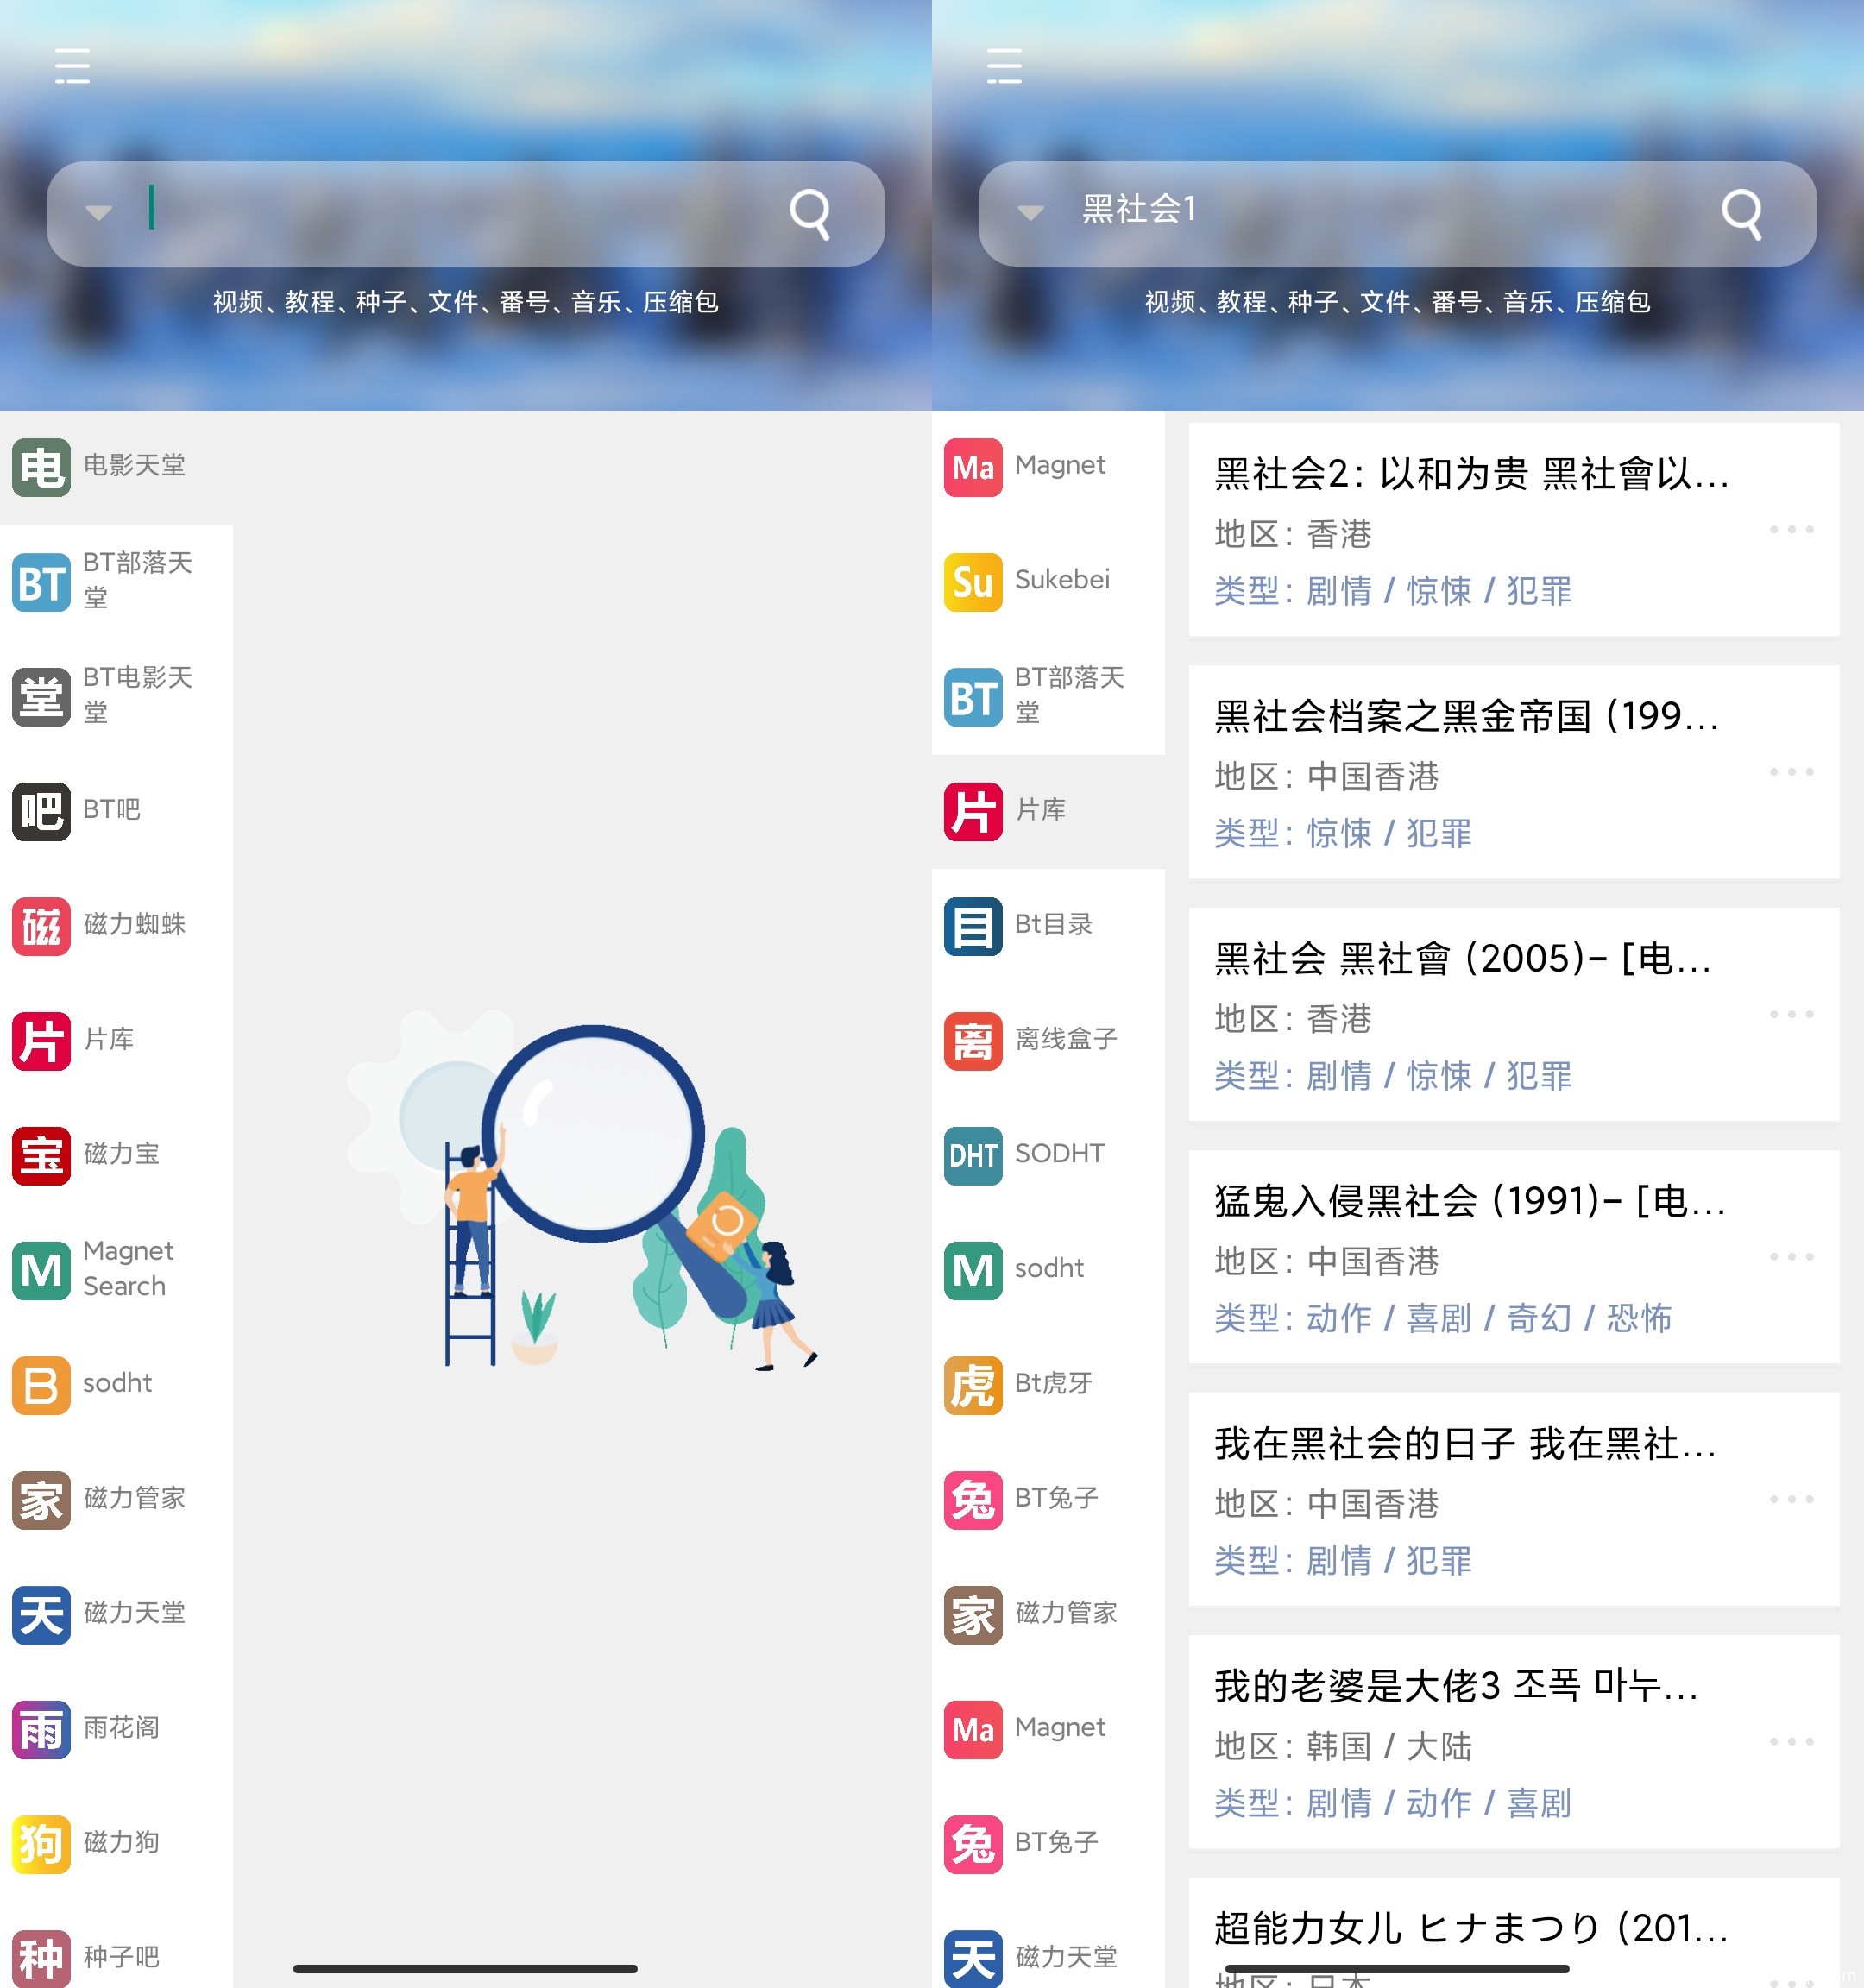 视频、教程、种子、文件、番号、音乐、压缩包
电
电影天堂
BT
BT部落天
堂
堂
BT电影天
堂
吧
BT吧
磁
磁力蜘蛛
片
片库
宝
磁力宝
M
Magnet
Search
B
sodht
家
磁力管家
天
磁力天堂
雨
雨花阁
狗
磁力狗
种
种子吧
黑社会1
视频、教程、种子、文件、番号、音乐、压缩包
Ma
Magnet
Su
Sukebei
BT
BT部落天
堂
片
片库
目
Bt目录
离
离线盒子
DHT
SODHT
M
sodht
虎
Bt虎牙
兔
BT兔子
家
磁力管家
Ma
Magnet
兔
BT兔子
天
磁力天堂
黑社会2: 以和为贵 黑社會以...
地区: 香港
类型: 剧情 / 惊悚 / 犯罪
黑社会档案之黑金帝国 (199...
地区: 中国香港
类型: 惊悚 / 犯罪
黑社会 黑社會 (2005)- [电...
地区: 香港
类型: 剧情 / 惊悚 / 犯罪
猛鬼入侵黑社会 (1991)- [电...
地区: 中国香港
类型: 动作 / 喜剧 / 奇幻 / 恐怖
我在黑社会的日子 我在黑社...
地区: 中国香港
类型: 剧情 / 犯罪
我的老婆是大佬3 조폭 마누...
地区: 韩国 / 大陆
类型: 剧情 / 动作 / 喜剧
超能力女儿 ヒナまつり (201...
地区: 日本